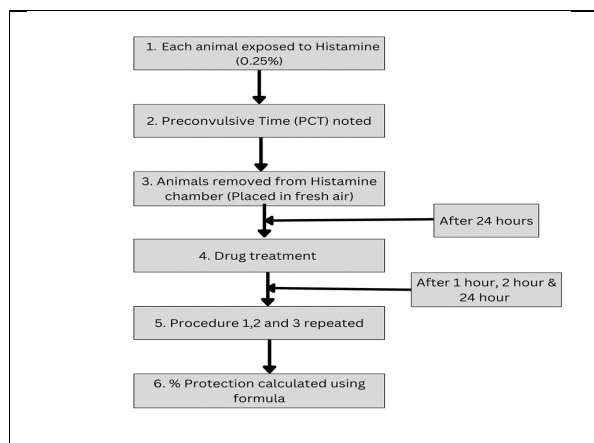 1. Each animal exposed to Histamine
(0.25%)
2. Preconvulsive Time (PCT) noted
3. Animals removed from Histamine
chamber (Placed in fresh air)
After 24 hours
4. Drug treatment
After 1 hour, 2 hour &
24 hour
5. Procedure 1,2 and 3 repeated
6. % Protection calculated using
formula